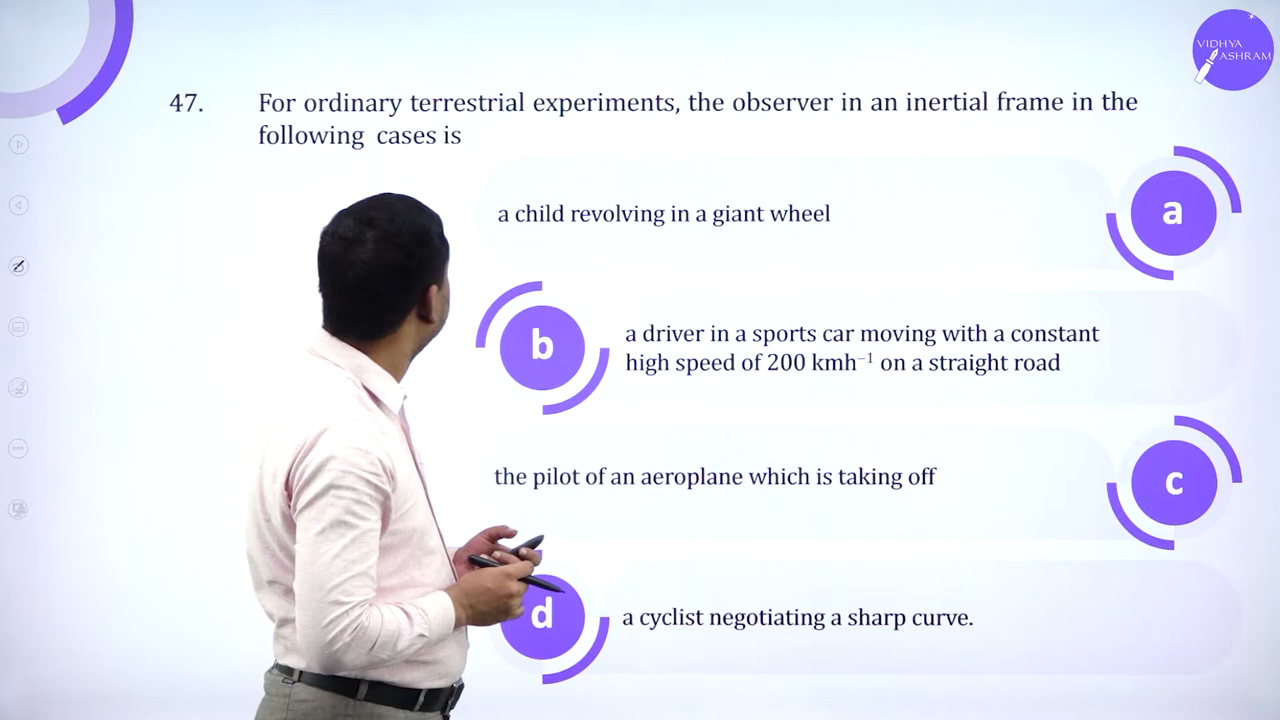 VIDHYA
ASHRAM
47. For ordinary terrestrial experiments, the observer in an inertial frame in the
following cases is
a child revolving in a giant wheel
a
b
a driver in a sports car moving with a constant
high speed of 200 kmh⁻¹ on a straight road
the pilot of an aeroplane which is taking off
c
d
a cyclist negotiating a sharp curve.